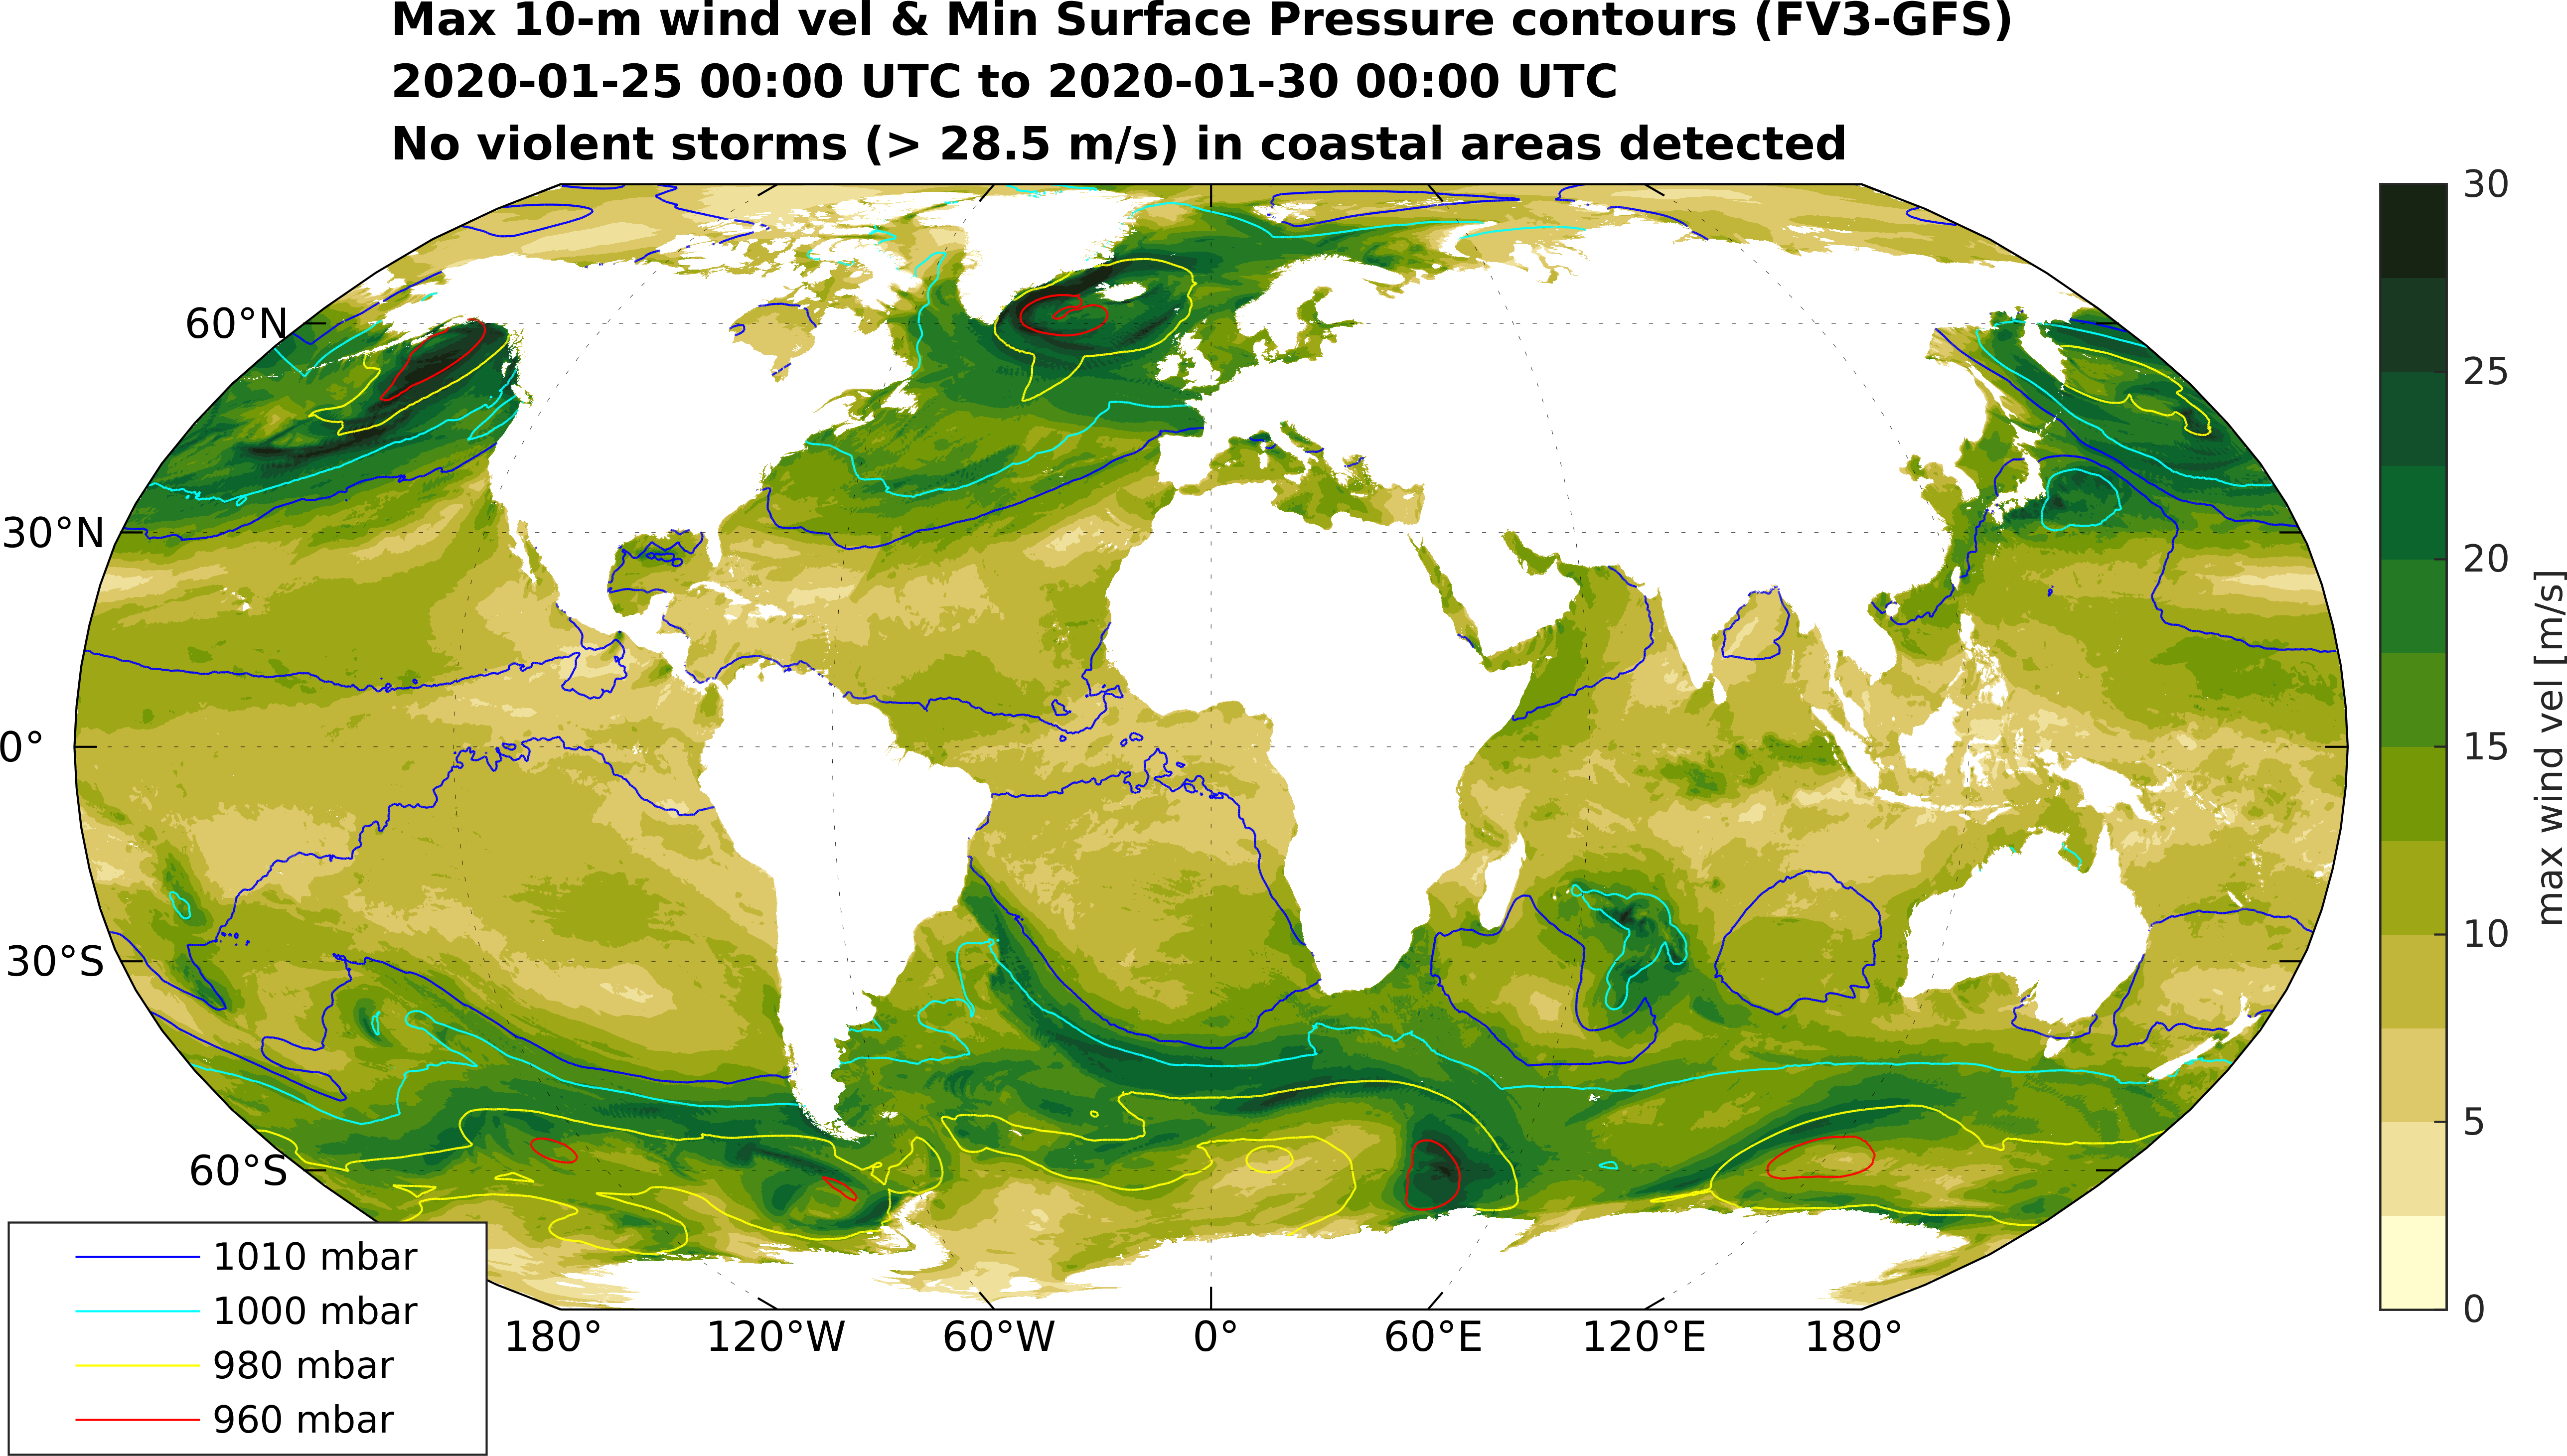 Max 10-m wind vel & Min Surface Pressure contours (FV3-GFS)
2020-01-25 00:00 UTC to 2020-01-30 00:00 UTC
No violent storms (> 28.5 m/s) in coastal areas detected
60°N
30°N
0°
30°S
60°S
180°
120°W
60°W
0°
60°E
120°E
180°
1010 mbar
1000 mbar
980 mbar
960 mbar
30
25
20
15
10
5
0
max wind vel [m/s]